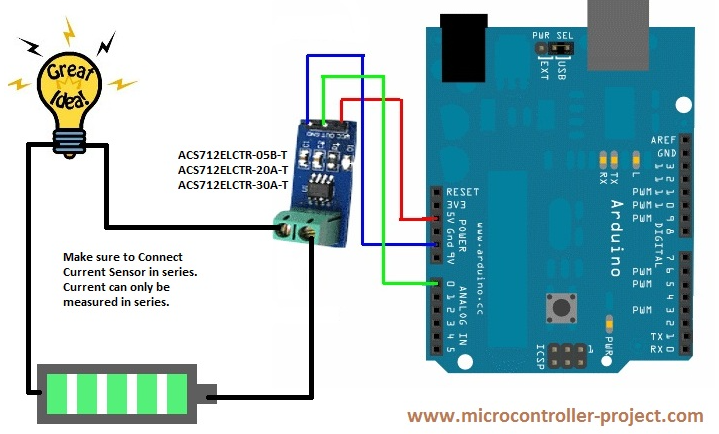 Great
Idea!
ACS712ELCTR-05B-T
ACS712ELCTR-20A-T
ACS712ELCTR-30A-T
Make sure to Connect
Current Sensor in series.
Current can only be
measured in series.
VCC OUT GND
PWR SEL
EXT
USB
AREF
GND
RX
TX
L
RESET
3V3
5V
Gnd
9V
POWER
www.arduino.cc
Arduino
ANALOG IN
0
1
2
3
4
5
DIGITAL
13
12
11
PWM
10
PWM
9
PWM
8
7
PWM
6
PWM
5
4
PWM
3
2
TX
1
RX
0
PWR
ICSP
1
www.microcontroller-project.com